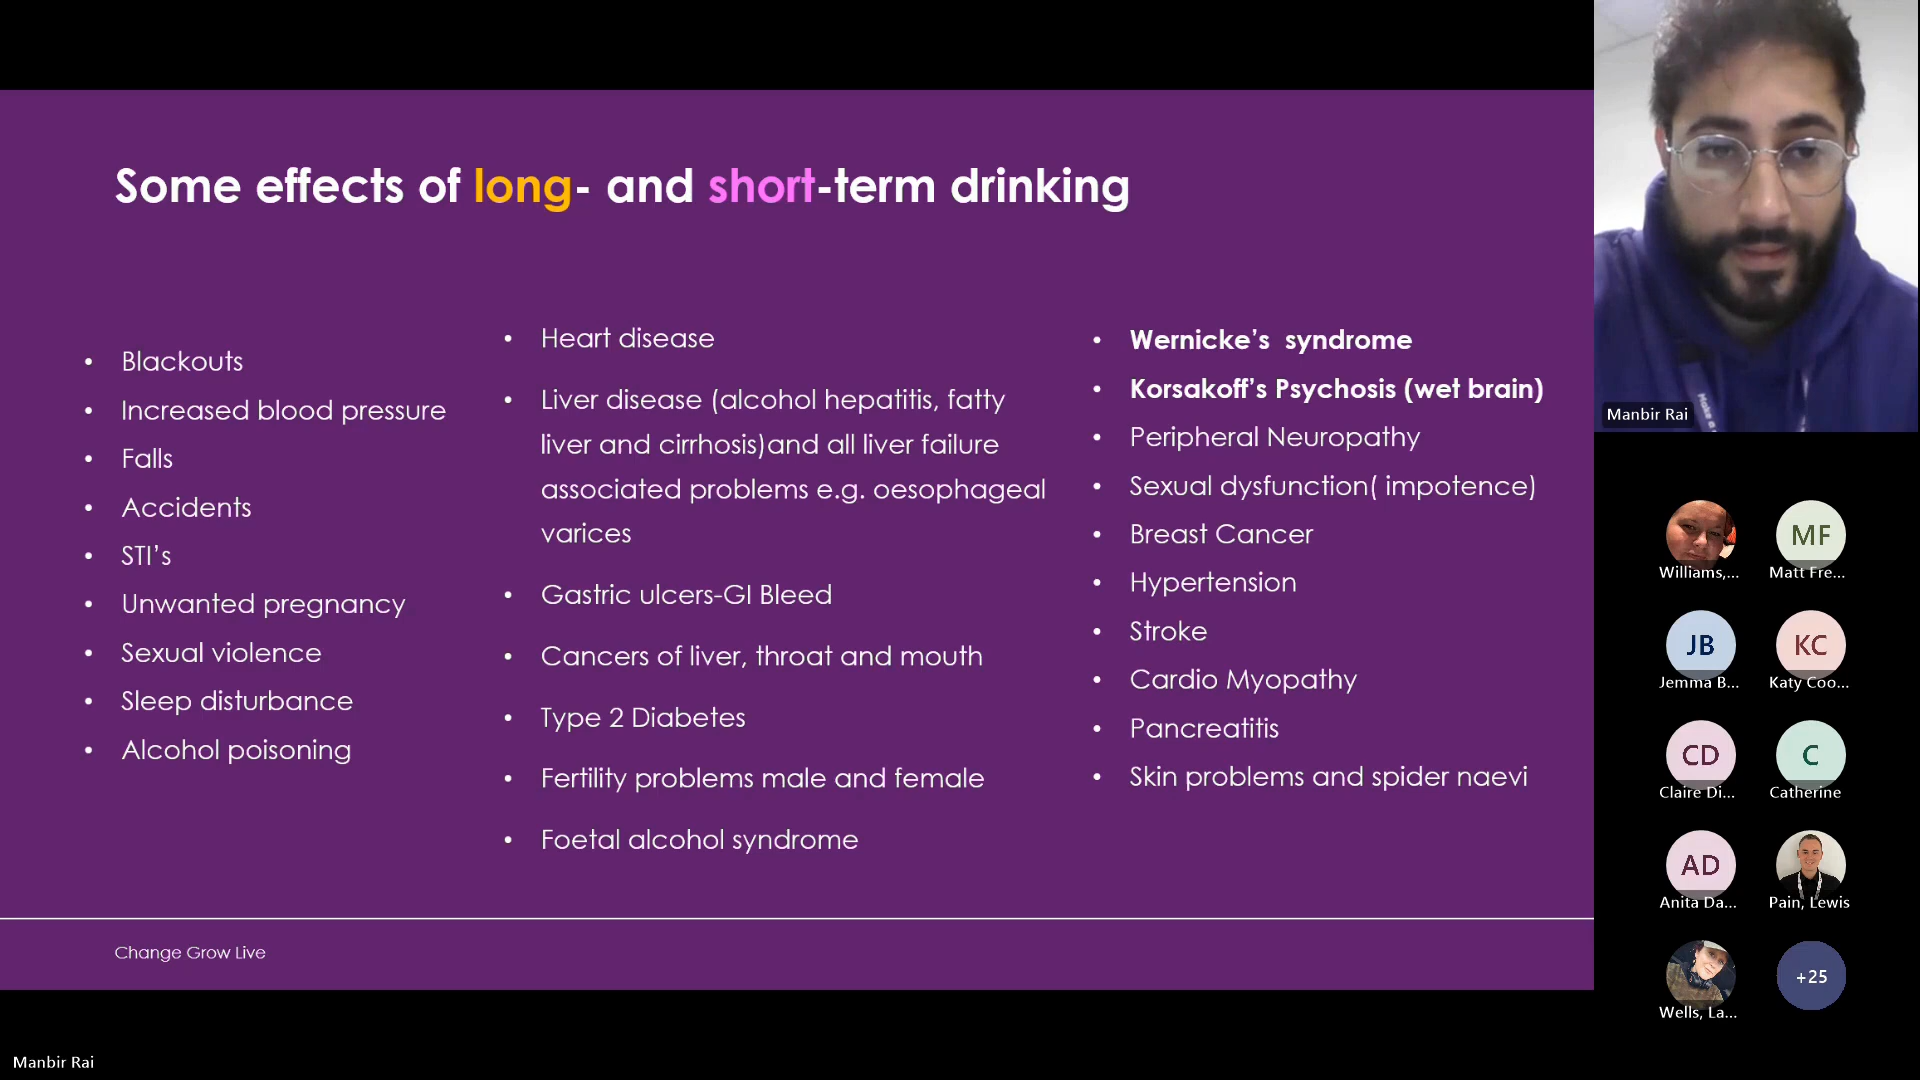 Some effects of long- and short-term drinking
• Blackouts
• Increased blood pressure
• Falls
• Accidents
• STI’s
• Unwanted pregnancy
• Sexual violence
• Sleep disturbance
• Alcohol poisoning
• Heart disease
• Liver disease (alcohol hepatitis, fatty
liver and cirrhosis)and all liver failure
associated problems e.g. oesophageal
varices
• Gastric ulcers-GI Bleed
• Cancers of liver, throat and mouth
• Type 2 Diabetes
• Fertility problems male and female
• Foetal alcohol syndrome
• Wernicke’s  syndrome
• Korsakoff’s Psychosis (wet brain)
• Peripheral Neuropathy
• Sexual dysfunction( impotence)
• Breast Cancer
• Hypertension
• Stroke
• Cardio Myopathy
• Pancreatitis
• Skin problems and spider naevi
Change Grow Live
Manbir Rai
Manbir Rai
Williams,...
MF
Matt Fre...
JB
Jemma B...
KC
Katy Coo...
CD
Claire Di...
C
Catherine
AD
Anita Da...
Pain, Lewis
Wells, La...
+25